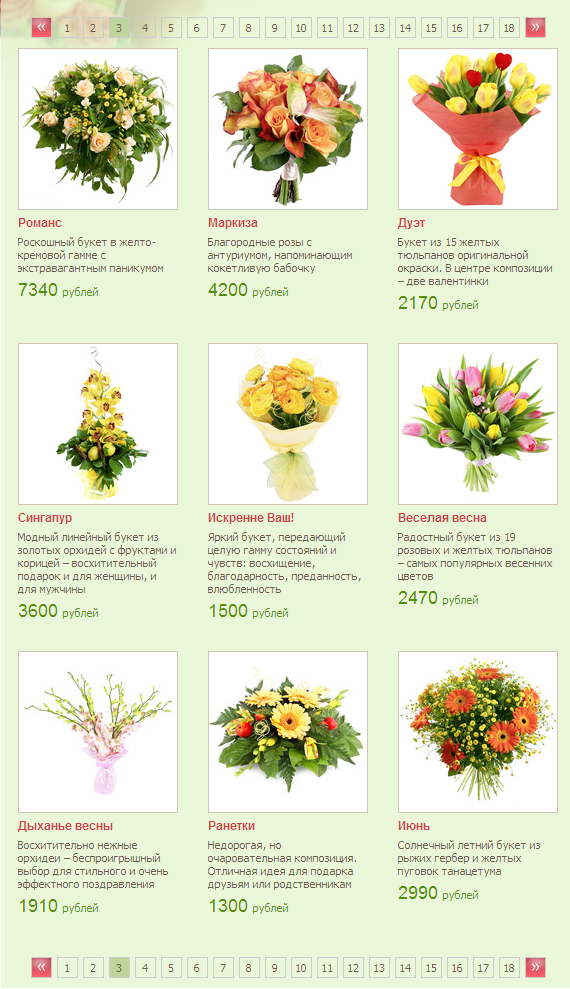 « 1 2 3 4 5 6 7 8 9 10 11 12 13 14 15 16 17 18 »
Романс
Роскошный букет в желто-
кремовой гамме с
экстравагантным паникумом
7340 рублей
Маркиза
Благородные розы с
антуриумом, напоминающим
кокетливую бабочку
4200 рублей
Дуэт
Букет из 15 желтых
тюльпанов оригинальной
окраски. В центре композиции
– две валентинки
2170 рублей
Сингапур
Модный линейный букет из
золотых орхидей с фруктами и
корицей – восхитительный
подарок и для женщины, и
для мужчины
3600 рублей
Искренне Ваш!
Яркий букет, передающий
целую гамму состояний и
чувств: восхищение,
благодарность, преданность,
влюбленность
1500 рублей
Веселая весна
Радостный букет из 19
розовых и желтых тюльпанов
– самых популярных весенних
цветов
2470 рублей
Дыханье весны
Восхитительно нежные
орхидеи – беспроигрышный
выбор для стильного и очень
эффектного поздравления
1910 рублей
Ранетки
Недорогая, но
очаровательная композиция.
Отличная идея для подарка
друзьям или родственникам
1300 рублей
Июнь
Солнечный летний букет из
рыжих гербер и желтых
пуговок танацетума
2990 рублей
« 1 2 3 4 5 6 7 8 9 10 11 12 13 14 15 16 17 18 »